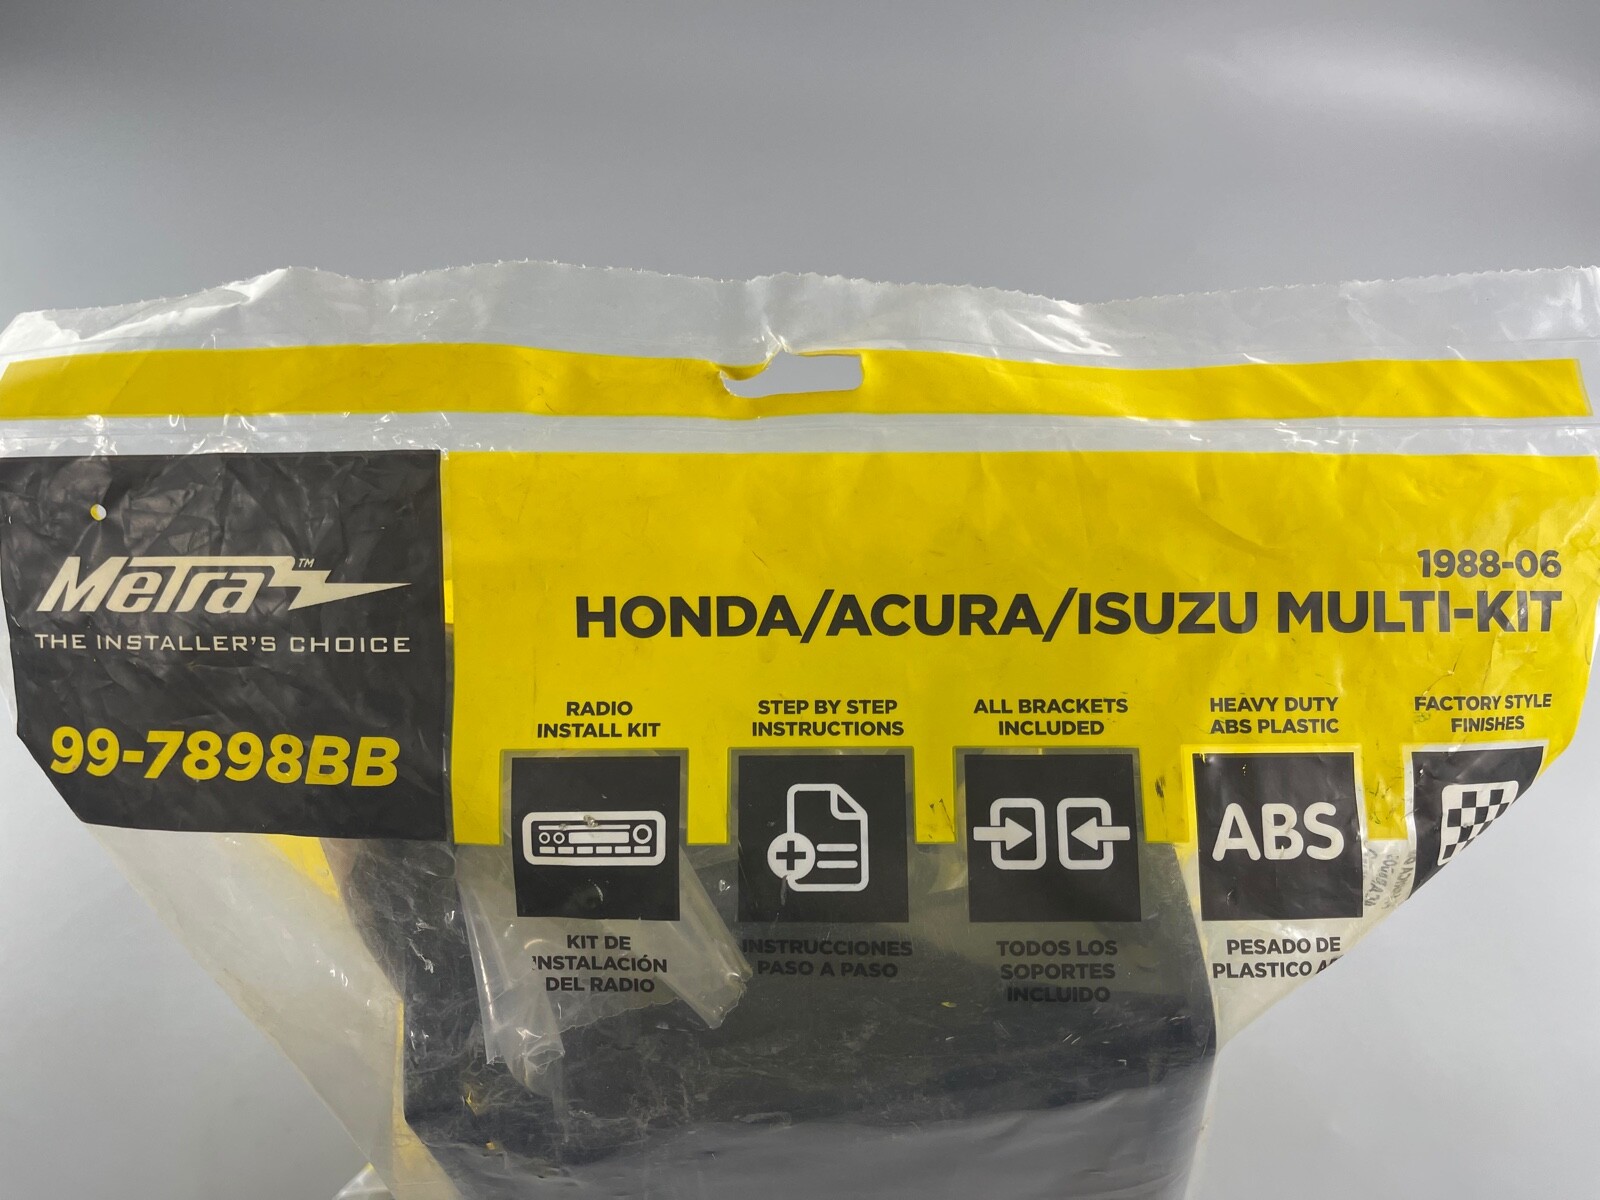 MeTra™
THE INSTALLER'S CHOICE
99-7898BB
1988-06
HONDA/ACURA/ISUZU MULTI-KIT
RADIO
INSTALL KIT
STEP BY STEP
INSTRUCTIONS
ALL BRACKETS
INCLUDED
HEAVY DUTY
ABS PLASTIC
FACTORY STYLE
FINISHES
ABS
KIT DE
INSTALACIÓN
DEL RADIO
INSTRUCCIONES
PASO A PASO
TODOS LOS
SOPORTES
INCLUIDO
PESADO DE
PLASTICO